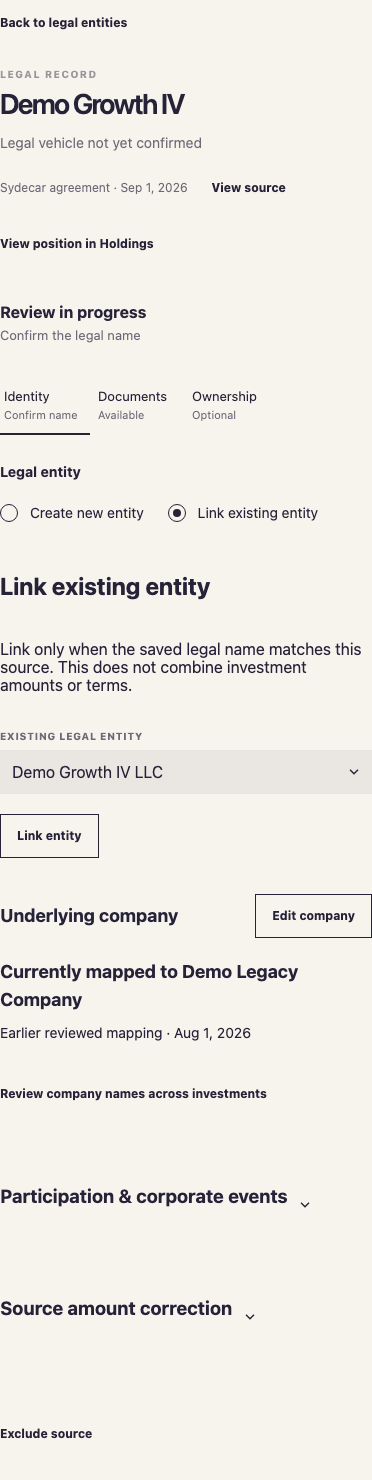 Back to legal entities
LEGAL RECORD
Demo Growth IV
Legal vehicle not yet confirmed
Sydecar agreement · Sep 1, 2026 View source
View position in Holdings
Review in progress
Confirm the legal name
Identity Documents Ownership
Confirm name Available Optional
Legal entity
Create new entity Link existing entity
Link existing entity
Link only when the saved legal name matches this
source. This does not combine investment
amounts or terms.
EXISTING LEGAL ENTITY
Demo Growth IV LLC
Link entity
Underlying company Edit company
Currently mapped to Demo Legacy
Company
Earlier reviewed mapping · Aug 1, 2026
Review company names across investments
Participation & corporate events
Source amount correction
Exclude source